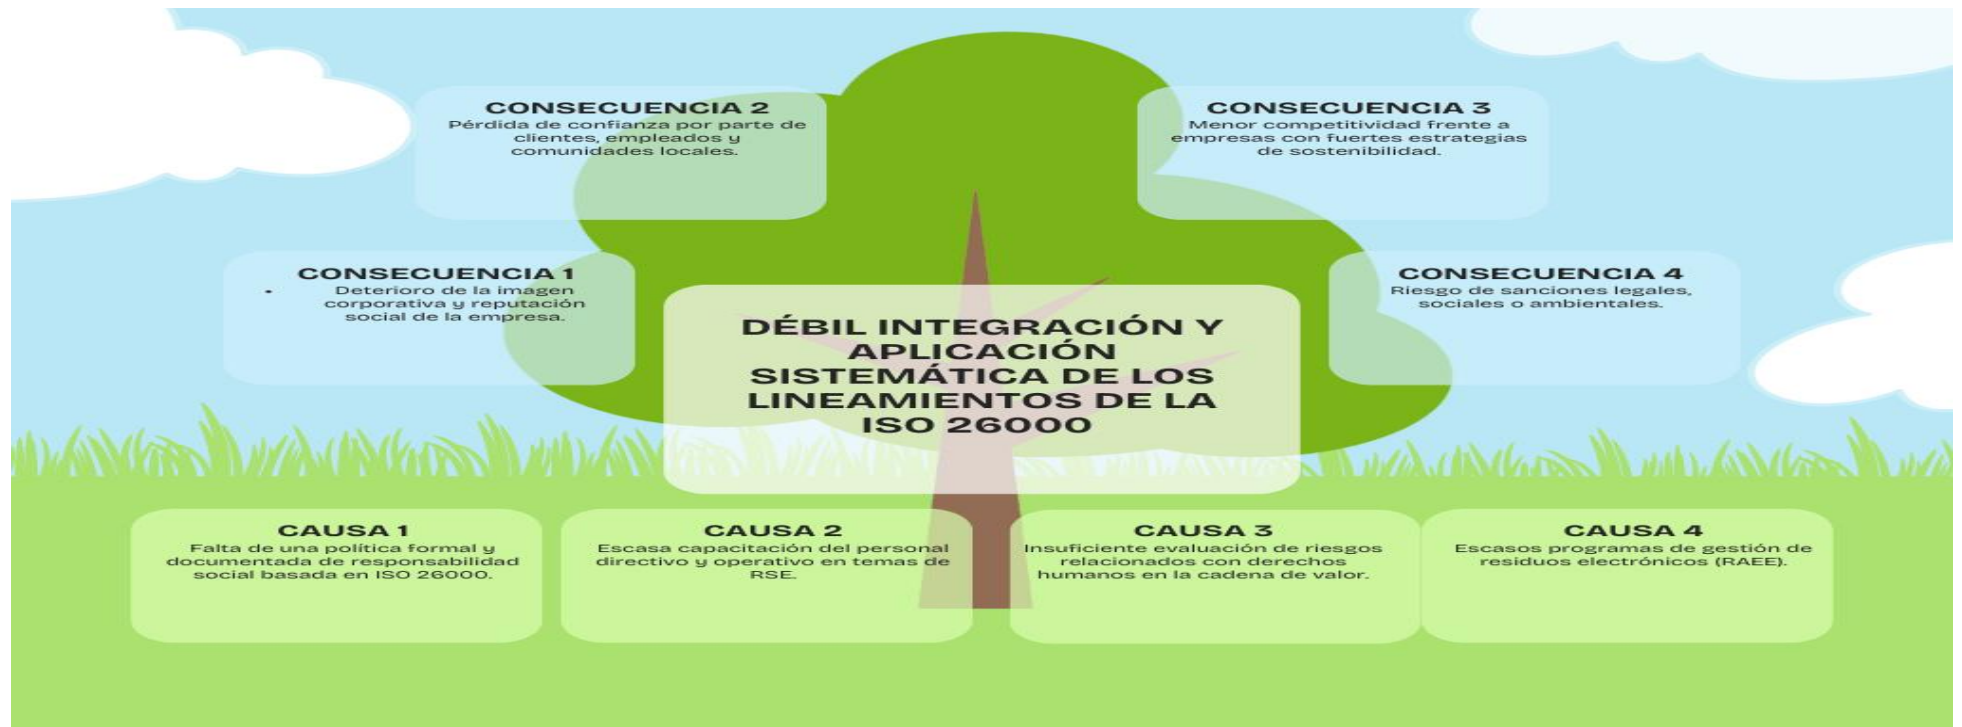 CONSECUENCIA 2
Pérdida de confianza por parte de
clientes, empleados y
comunidades locales.
CONSECUENCIA 3
Menor competitividad frente a
empresas con fuertes estrategias
de sostenibilidad.
CONSECUENCIA 1
• Deterioro de la imagen
corporativa y reputación
social de la empresa.
CONSECUENCIA 4
Riesgo de sanciones legales,
sociales o ambientales.
DÉBIL INTEGRACIÓN Y
APLICACIÓN
SISTEMÁTICA DE LOS
LINEAMIENTOS DE LA
ISO 26000
CAUSA 1
Falta de una política formal y
documentada de responsabilidad
social basada en ISO 26000.
CAUSA 2
Escasa capacitación del personal
directivo y operativo en temas de
RSE.
CAUSA 3
Insuficiente evaluación de riesgos
relacionados con derechos
humanos en la cadena de valor.
CAUSA 4
Escasos programas de gestión de
residuos electrónicos (RAEE).